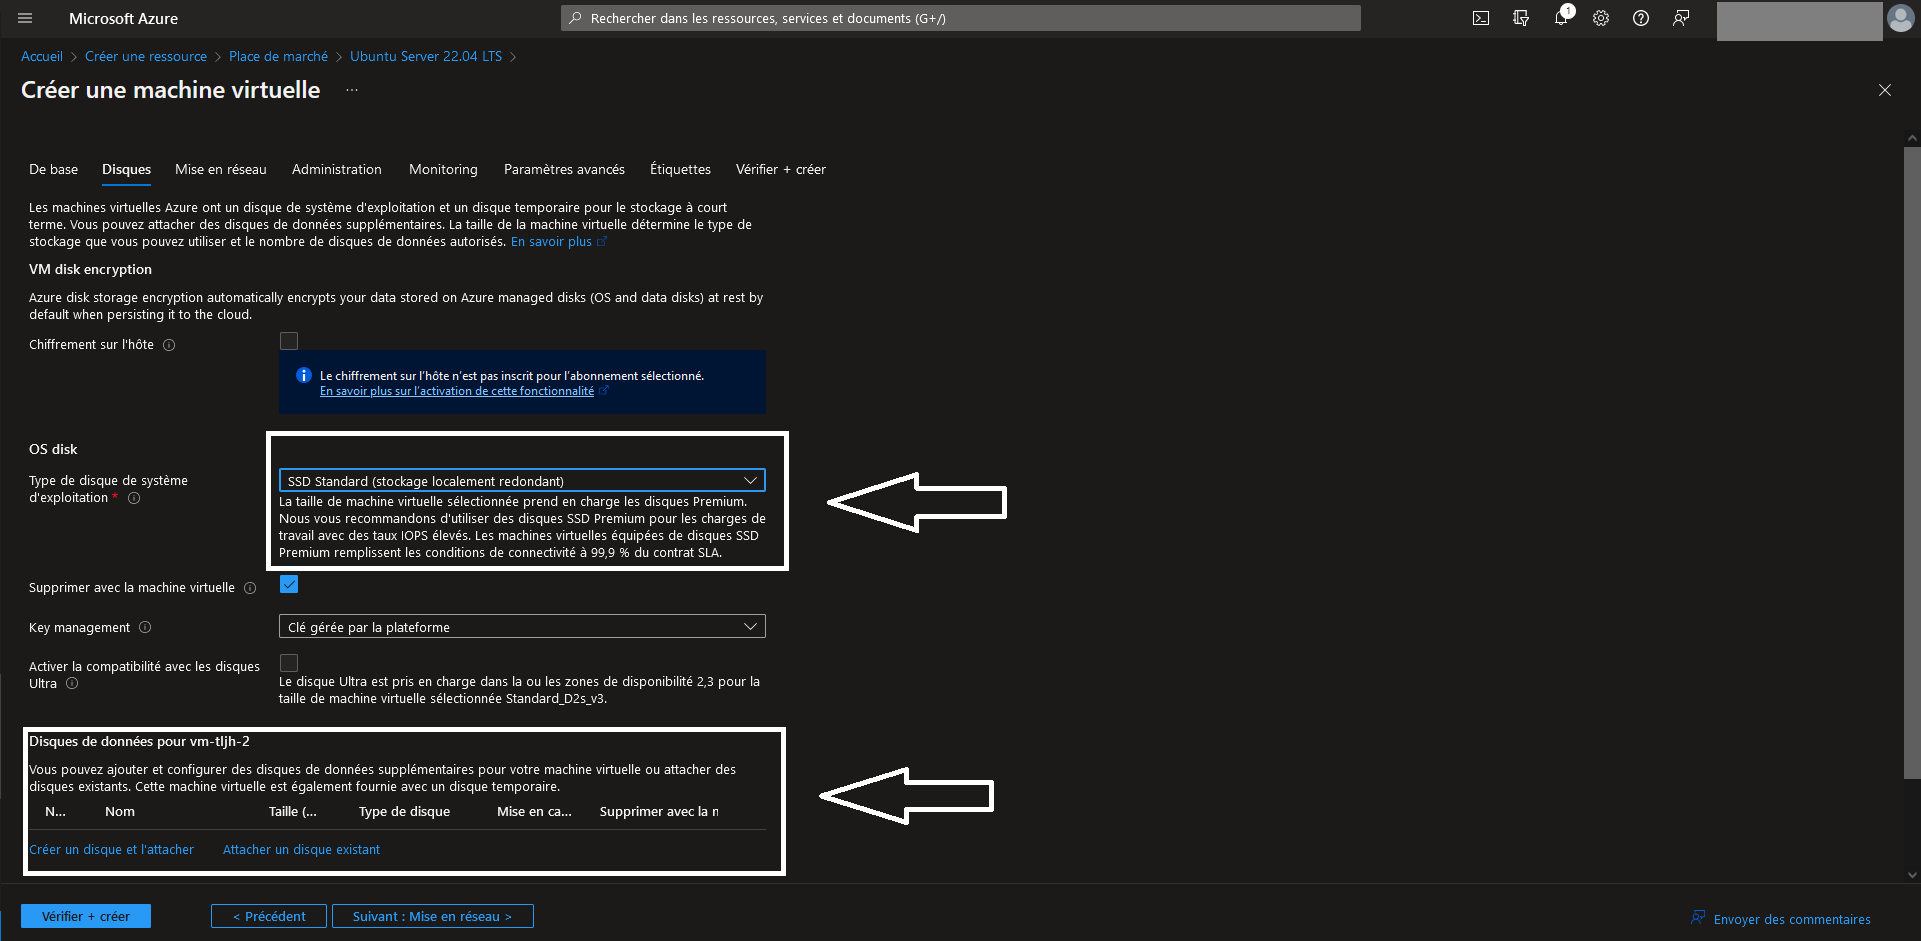 Microsoft Azure
Rechercher dans les ressources, services et documents (G+/)
1
Accueil > Créer une ressource > Place de marché > Ubuntu Server 22.04 LTS >
Créer une machine virtuelle ...
De base Disques Mise en réseau Administration Monitoring Paramètres avancés Étiquettes Vérifier + créer
Les machines virtuelles Azure ont un disque de système d'exploitation et un disque temporaire pour le stockage à court
terme. Vous pouvez attacher des disques de données supplémentaires. La taille de la machine virtuelle détermine le type de
stockage que vous pouvez utiliser et le nombre de disques de données autorisés. En savoir plus
VM disk encryption
Azure disk storage encryption automatically encrypts your data stored on Azure managed disks (OS and data disks) at rest by
default when persisting it to the cloud.
Chiffrement sur l'hôte
Le chiffrement sur l'hôte n'est pas inscrit pour l'abonnement sélectionné.
En savoir plus sur l'activation de cette fonctionnalité
OS disk
Type de disque de système
d'exploitation *
SSD Standard (stockage localement redondant)
La taille de machine virtuelle sélectionnée prend en charge les disques Premium.
Nous vous recommandons d'utiliser des disques SSD Premium pour les charges de
travail avec des taux IOPS élevés. Les machines virtuelles équipées de disques SSD
Premium remplissent les conditions de connectivité à 99,9 % du contrat SLA.
Supprimer avec la machine virtuelle
Key management
Clé gérée par la plateforme
Activer la compatibilité avec les disques
Ultra
Le disque Ultra est pris en charge dans la ou les zones de disponibilité 2,3 pour la
taille de machine virtuelle sélectionnée Standard_D2s_v3.
Disques de données pour vm-tljh-2
Vous pouvez ajouter et configurer des disques de données supplémentaires pour votre machine virtuelle ou attacher des
disques existants. Cette machine virtuelle est également fournie avec un disque temporaire.
N... Nom Taille (... Type de disque Mise en ca... Supprimer avec la n
Créer un disque et l'attacher Attacher un disque existant
Vérifier + créer < Précédent Suivant : Mise en réseau > Envoyer des commentaires